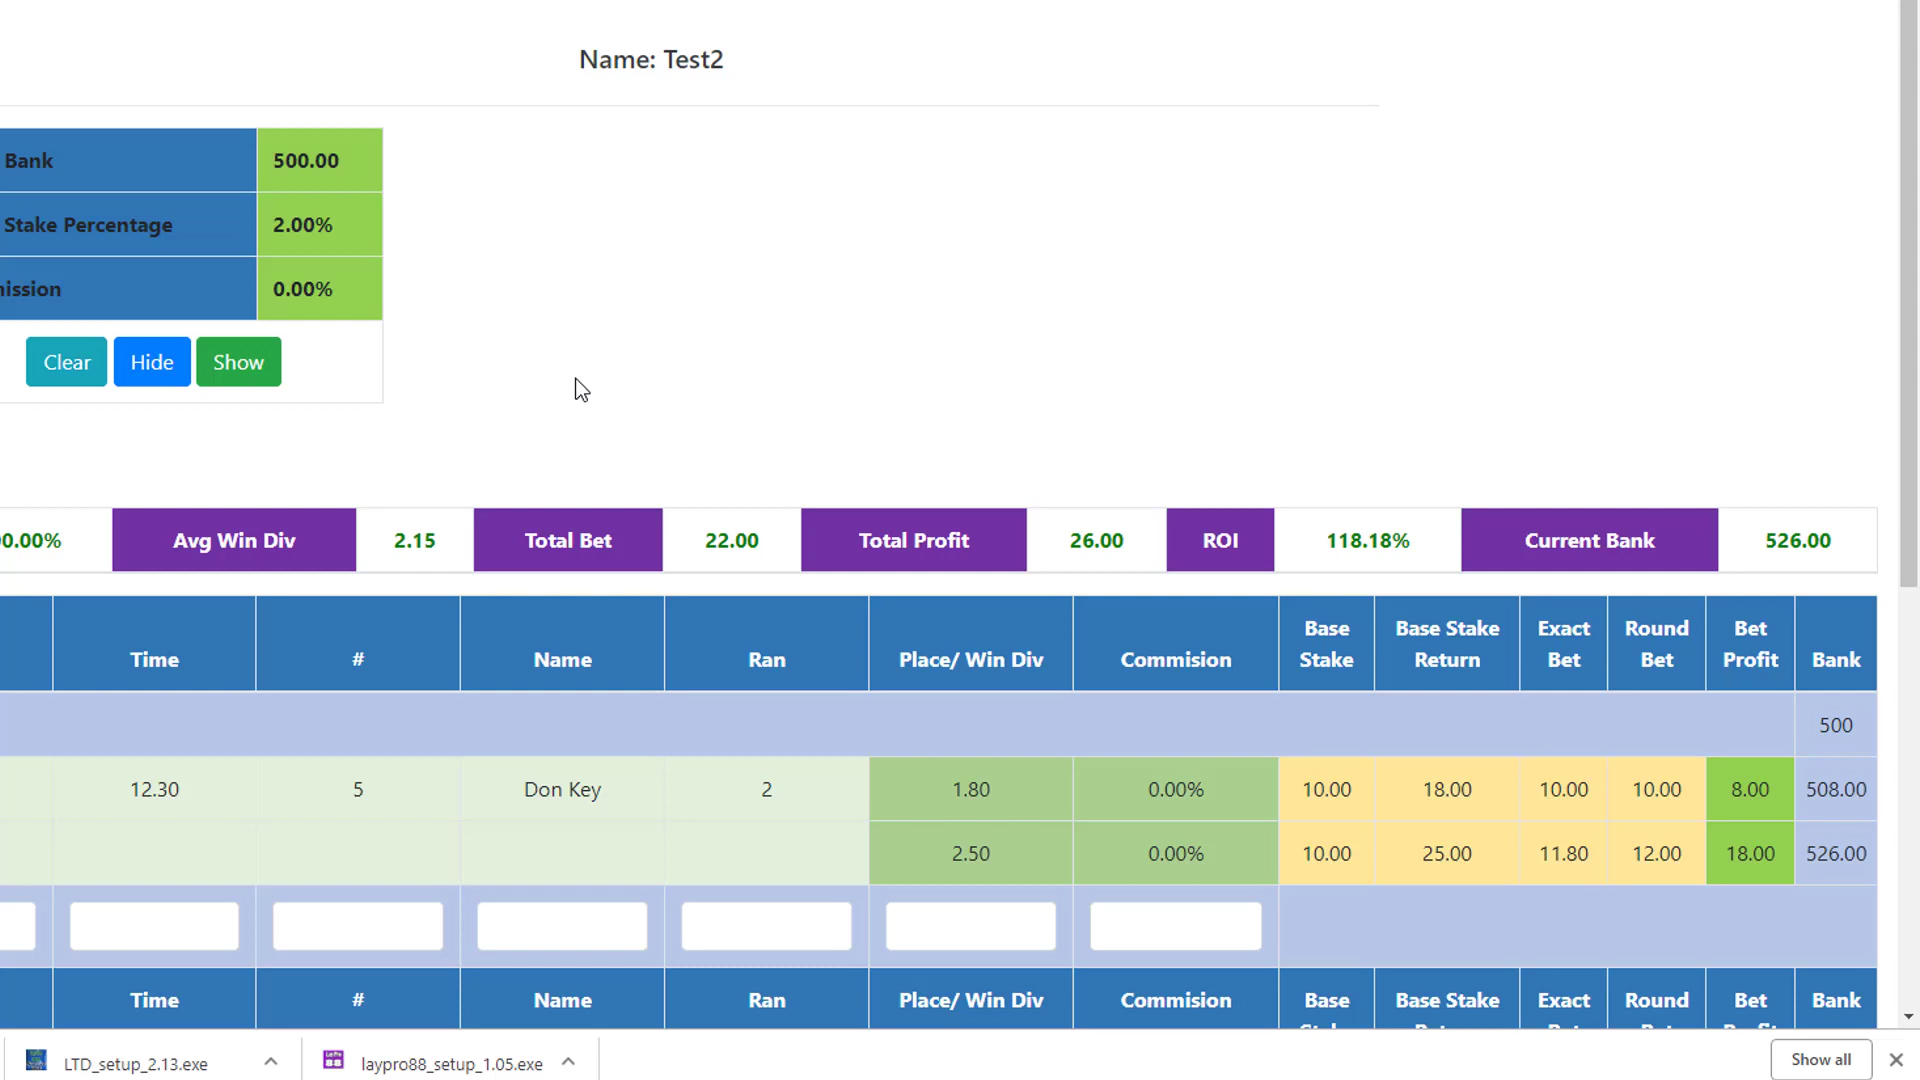 Name: Test2
Bank 500.00
Stake Percentage 2.00%
ission 0.00%
Clear Hide Show
0.00% Avg Win Div 2.15 Total Bet 22.00 Total Profit 26.00 ROI 118.18% Current Bank 526.00
Time # Name Ran Place/ Win Div Commision Base Stake Base Stake Return Exact Bet Round Bet Bet Profit Bank
500
12.30 5 Don Key 2 1.80 0.00% 10.00 18.00 10.00 10.00 8.00 508.00
2.50 0.00% 10.00 25.00 11.80 12.00 18.00 526.00
Time # Name Ran Place/ Win Div Commision Base Base Stake Exact Round Bet Bank
LTD_setup_2.13.exe laypro88_setup_1.05.exe Show all